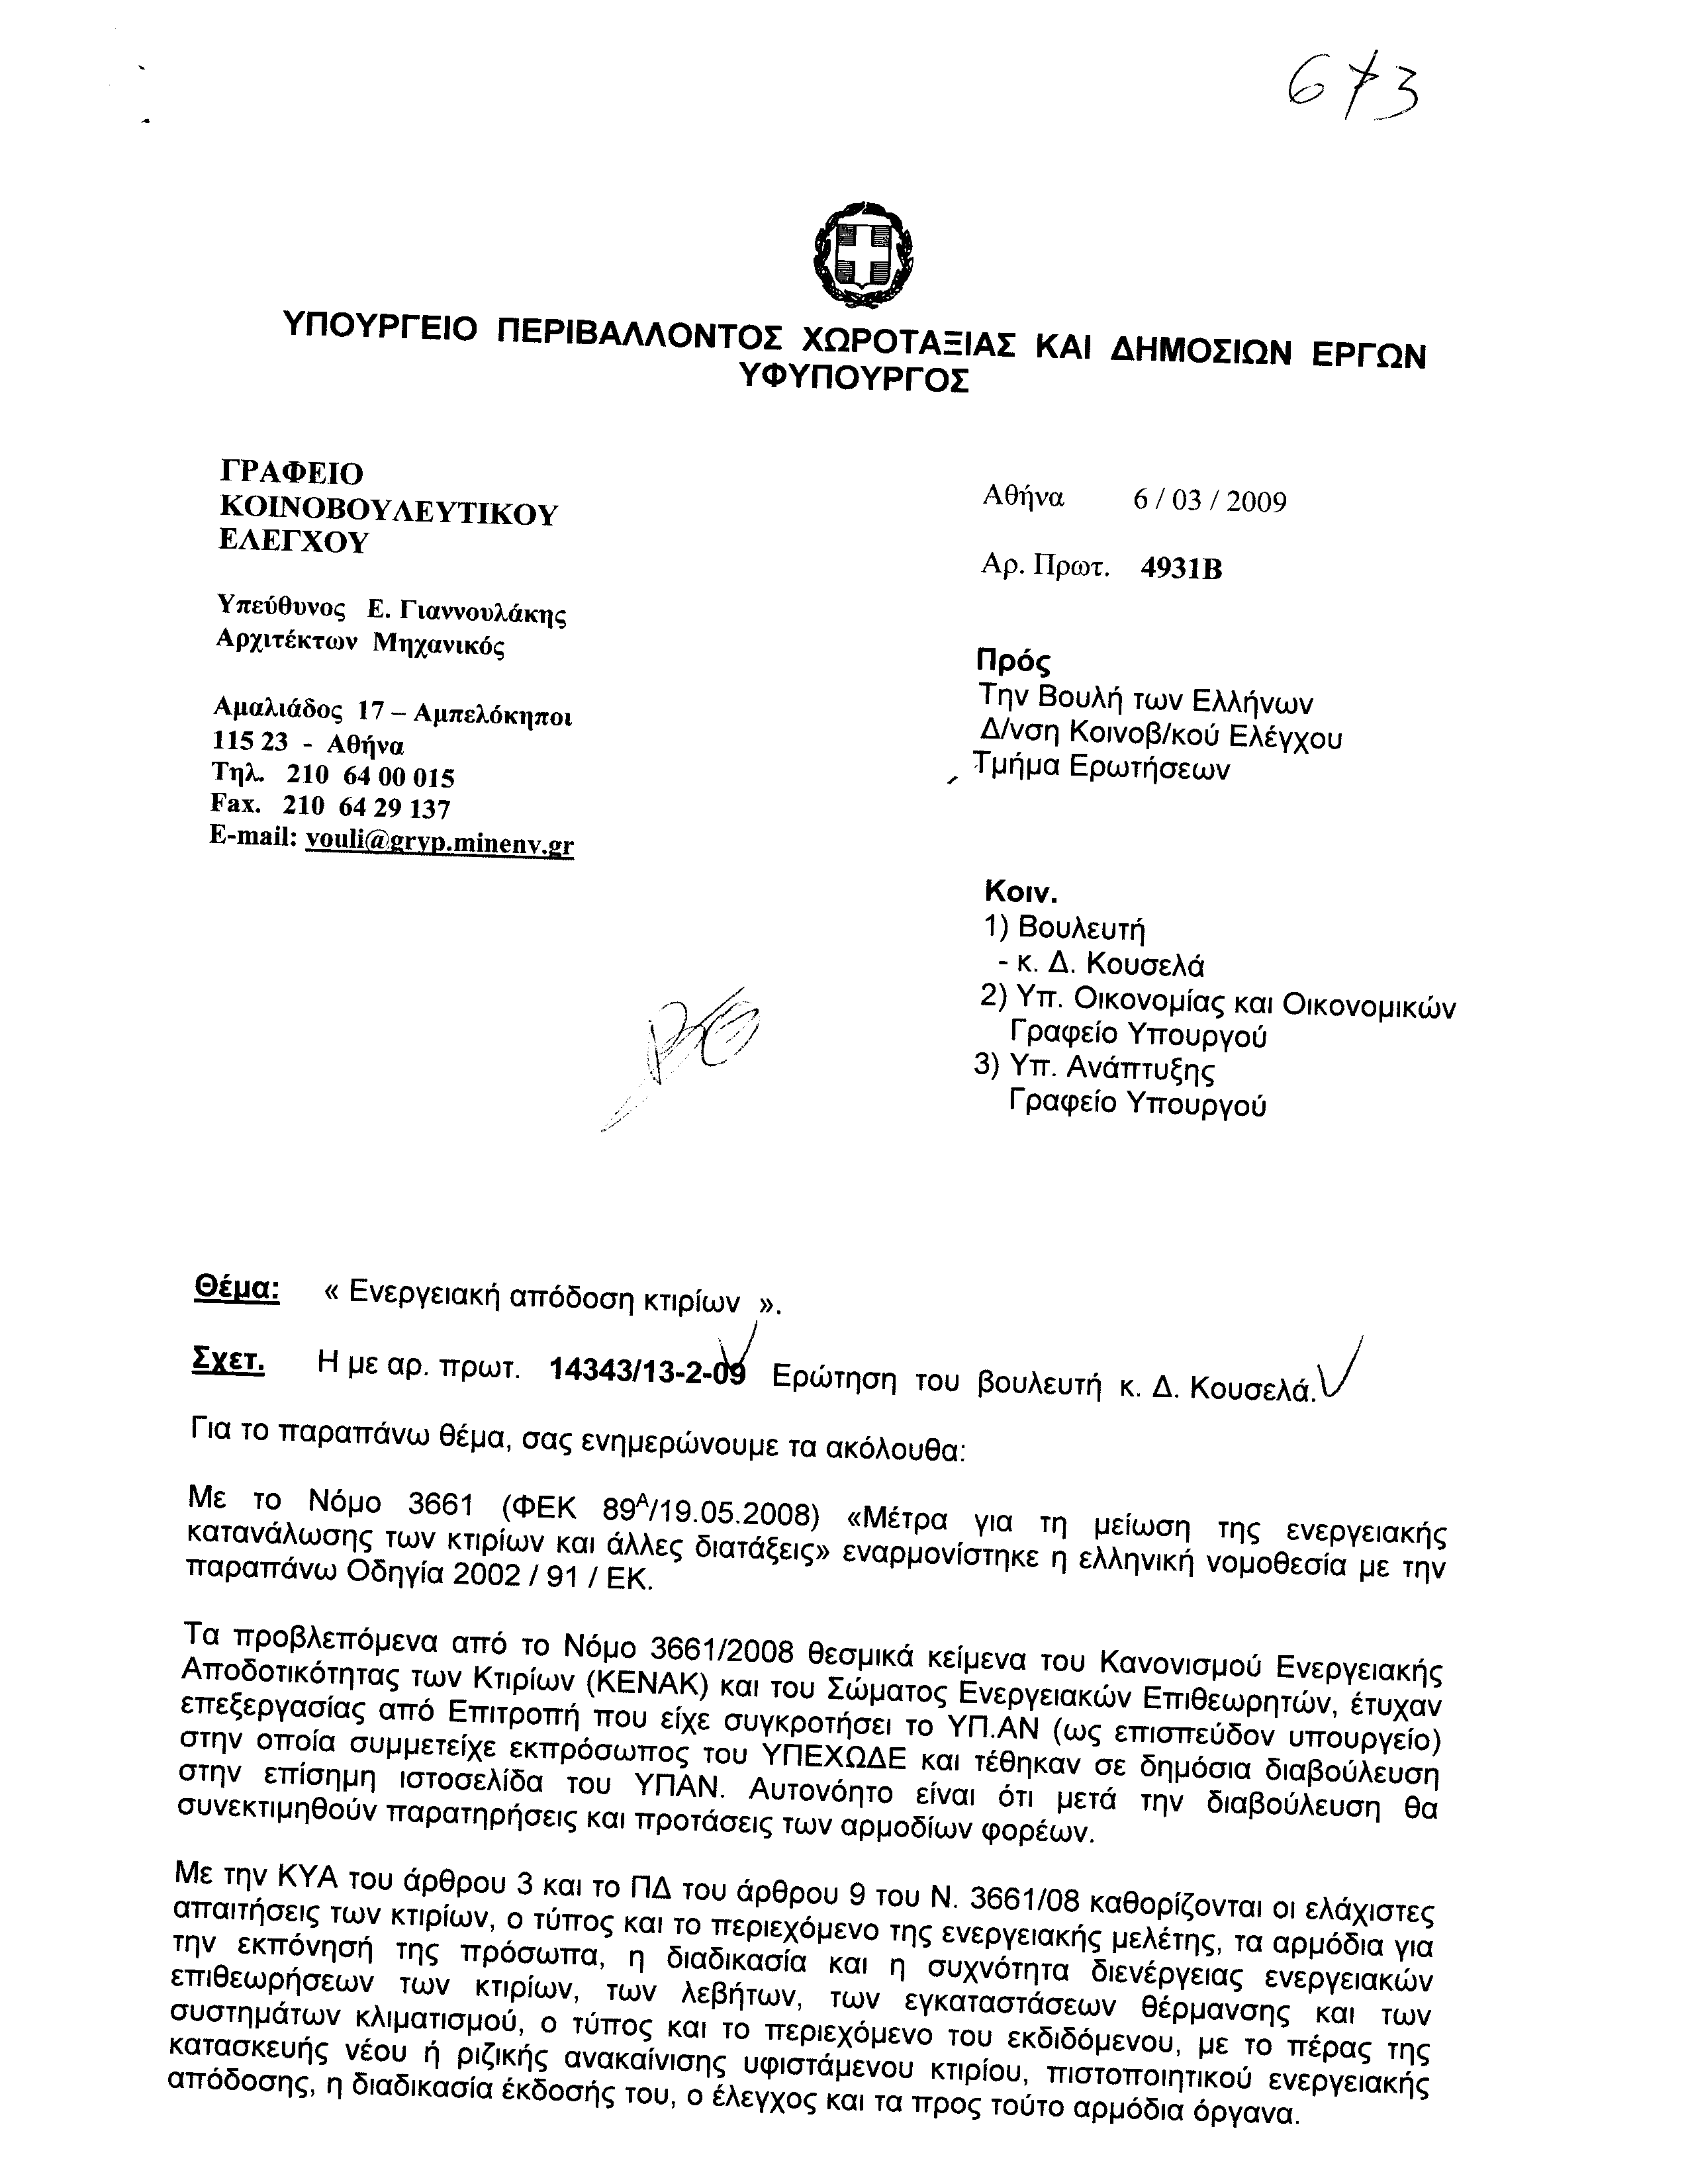 673
ΥΠΟΥΡΓΕΙΟ ΠΕΡΙΒΑΛΛΟΝΤΟΣ ΧΩΡΟΤΑΞΙΑΣ ΚΑΙ ΔΗΜΟΣΙΩΝ ΕΡΓΩΝ
ΥΦΥΠΟΥΡΓΟΣ
ΓΡΑΦΕΙΟ
ΚΟΙΝΟΒΟΥΛΕΥΤΙΚΟΥ
ΕΛΕΓΧΟΥ
Υπεύθυνος Ε. Γιαννουλάκης
Αρχιτέκτων Μηχανικός
Αμαλιάδος 17 – Αμπελόκηποι
115 23 - Αθήνα
Τηλ. 210 64 00 015
Fax. 210 64 29 137
E-mail: vouli@gryp.minenv.gr
Αθήνα 6 / 03 / 2009
Αρ. Πρωτ. 4931Β
Πρός
Την Βουλή των Ελλήνων
Δ/νση Κοινοβ/κού Ελέγχου
Τμήμα Ερωτήσεων
Κοιν.
1) Βουλευτή
- κ. Δ. Κουσελά
2) Υπ. Οικονομίας και Οικονομικών
Γραφείο Υπουργού
3) Υπ. Ανάπτυξης
Γραφείο Υπουργού
Θέμα: « Ενεργειακή απόδοση κτιρίων ».
Σχετ. Η με αρ. πρωτ. 14343/13-2-09 Ερώτηση του βουλευτή κ. Δ. Κουσελά.
Για το παραπάνω θέμα, σας ενημερώνουμε τα ακόλουθα:
Με το Νόμο 3661 (ΦΕΚ 89Α/19.05.2008) «Μέτρα για τη μείωση της ενεργειακής
κατανάλωσης των κτιρίων και άλλες διατάξεις» εναρμονίστηκε η ελληνική νομοθεσία με την
παραπάνω Οδηγία 2002 / 91 / ΕΚ.
Τα προβλεπόμενα από το Νόμο 3661/2008 θεσμικά κείμενα του Κανονισμού Ενεργειακής
Αποδοτικότητας των Κτιρίων (ΚΕΝΑΚ) και του Σώματος Ενεργειακών Επιθεωρητών, έτυχαν
επεξεργασίας από Επιτροπή που είχε συγκροτήσει το ΥΠ.ΑΝ (ως επισπεύδον υπουργείο)
στην οποία συμμετείχε εκπρόσωπος του ΥΠΕΧΩΔΕ και τέθηκαν σε δημόσια διαβούλευση
στην επίσημη ιστοσελίδα του ΥΠΑΝ. Αυτονόητο είναι ότι μετά την διαβούλευση θα
συνεκτιμηθούν παρατηρήσεις και προτάσεις των αρμοδίων φορέων.
Με την ΚΥΑ του άρθρου 3 και το ΠΔ του άρθρου 9 του Ν. 3661/08 καθορίζονται οι ελάχιστες
απαιτήσεις των κτιρίων, ο τύπος και το περιεχόμενο της ενεργειακής μελέτης, τα αρμόδια για
την εκπόνησή της πρόσωπα, η διαδικασία και η συχνότητα διενέργειας ενεργειακών
επιθεωρήσεων των κτιρίων, των λεβήτων, των εγκαταστάσεων θέρμανσης και των
συστημάτων κλιματισμού, ο τύπος και το περιεχόμενο του εκδιδόμενου, με το πέρας της
κατασκευής νέου ή ριζικής ανακαίνισης υφιστάμενου κτιρίου, πιστοποιητικού ενεργειακής
απόδοσης, η διαδικασία έκδοσής του, ο έλεγχος και τα προς τούτο αρμόδια όργανα.